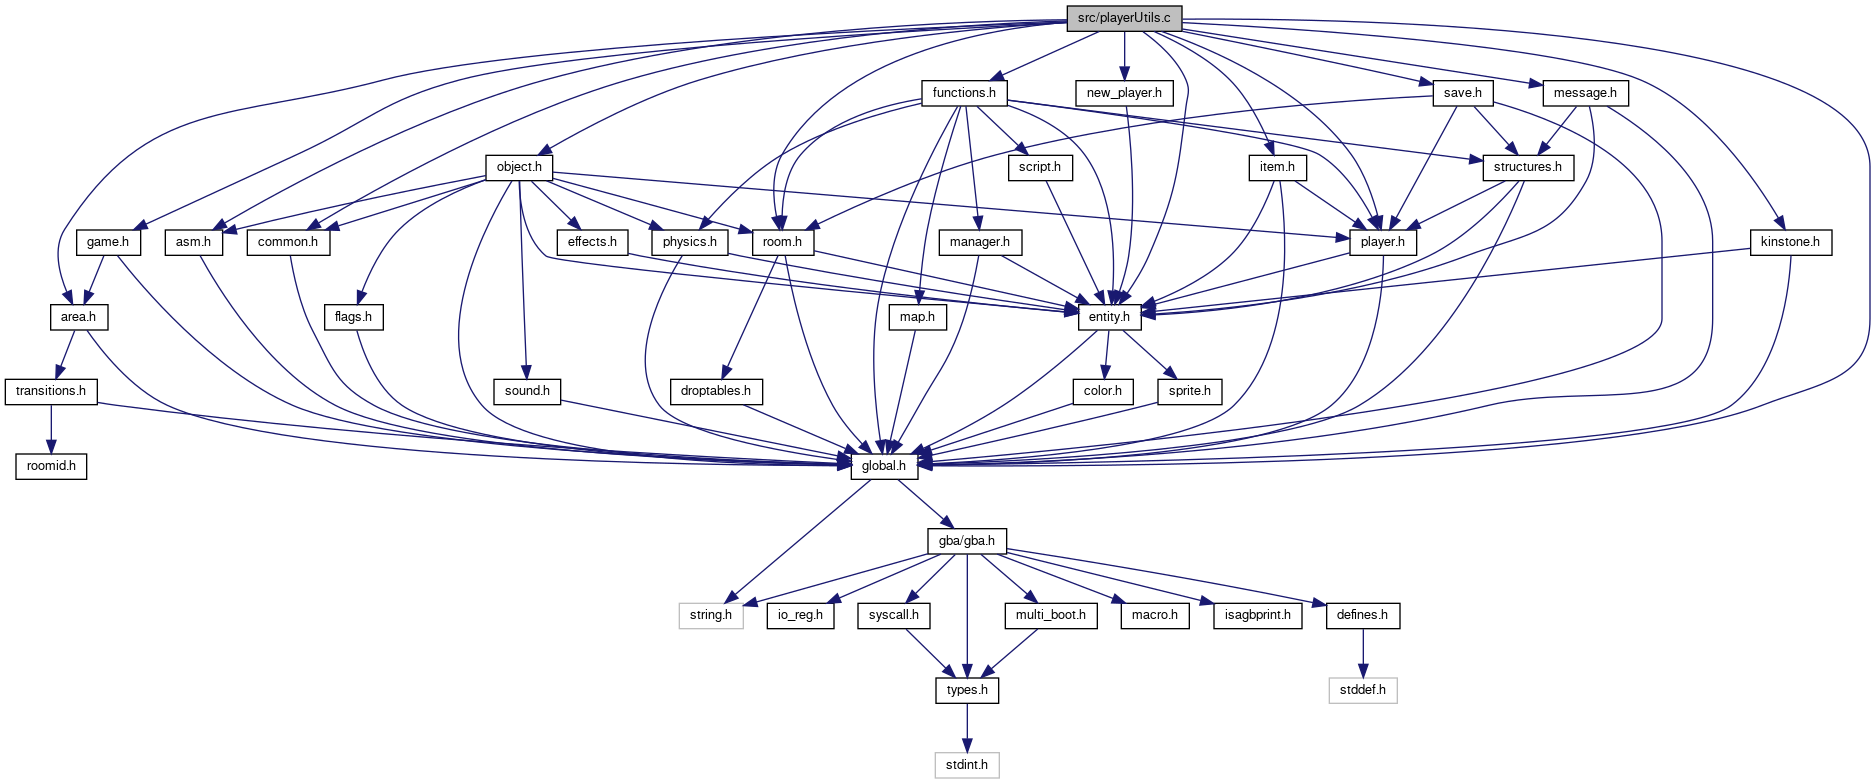 src/playerUtils.c
functions.h
new_player.h
save.h
message.h
object.h
script.h
item.h
structures.h
game.h
asm.h
common.h
effects.h
physics.h
room.h
manager.h
player.h
kinstone.h
area.h
flags.h
map.h
entity.h
transitions.h
sound.h
droptables.h
color.h
sprite.h
roomid.h
global.h
gba/gba.h
string.h
io_reg.h
syscall.h
multi_boot.h
macro.h
isagbprint.h
defines.h
types.h
stddef.h
stdint.h